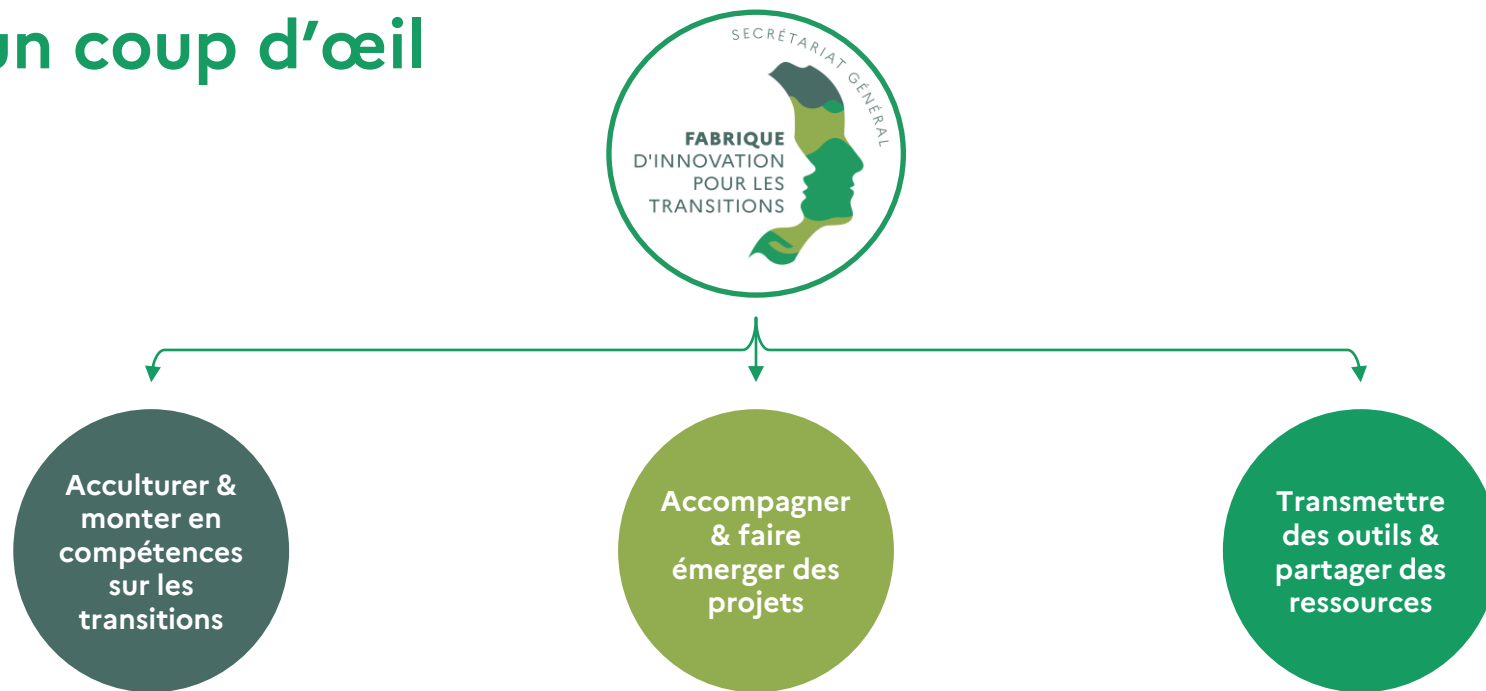 un coup d’œil
SECRÉTARIAT GÉNÉRAL
FABRIQUE
D'INNOVATION
POUR LES
TRANSITIONS
Acculturer &
monter en
compétences
sur les
transitions
Accompagner
& faire
émerger des
projets
Transmettre
des outils &
partager des
ressources